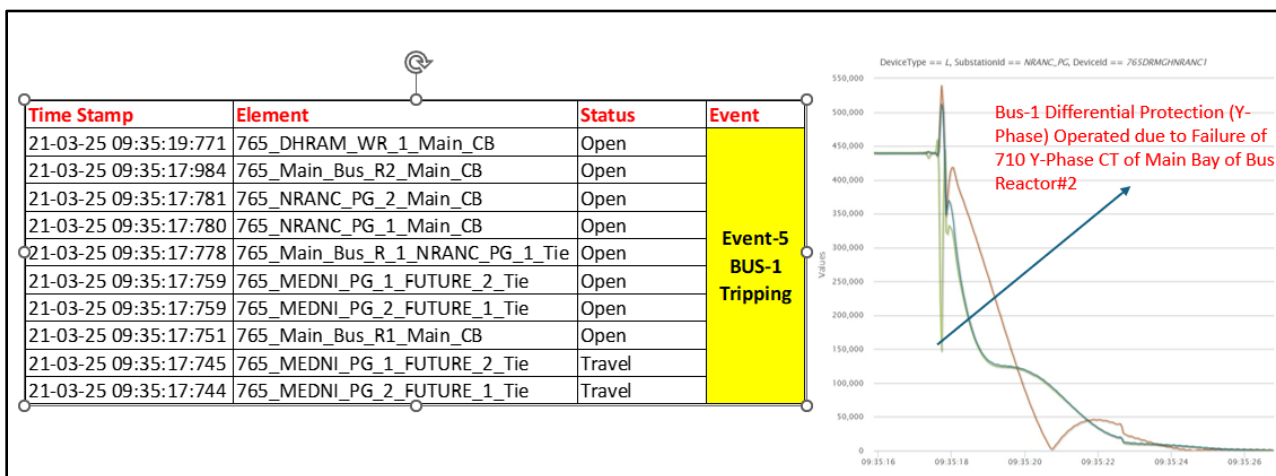 Time Stamp Element Status Event
21-03-25 09:35:19:771 765_DHRAM_WR_1_Main_CB Open
21-03-25 09:35:17:984 765_Main_Bus_R2_Main_CB Open
21-03-25 09:35:17:781 765_NRANC_PG_2_Main_CB Open
21-03-25 09:35:17:780 765_NRANC_PG_1_Main_CB Open
21-03-25 09:35:17:778 765_Main_Bus_R_1_NRANC_PG_1_Tie Open
21-03-25 09:35:17:759 765_MEDNI_PG_1_FUTURE_2_Tie Open
21-03-25 09:35:17:759 765_MEDNI_PG_2_FUTURE_1_Tie Open
21-03-25 09:35:17:751 765_Main_Bus_R1_Main_CB Open
21-03-25 09:35:17:745 765_MEDNI_PG_1_FUTURE_2_Tie Travel
21-03-25 09:35:17:744 765_MEDNI_PG_2_FUTURE_1_Tie Travel
Event-5
BUS-1
Tripping
DeviceType == L, SubstationId == NRANC_PG, DeviceId == 765DRMGHNRANC1
550,000
500,000
450,000
400,000
350,000
300,000
250,000
200,000
150,000
100,000
50,000
0
Values
Bus-1 Differential Protection (Y-
Phase) Operated due to Failure of
710 Y-Phase CT of Main Bay of Bus
Reactor#2
09:35:16 09:35:18 09:35:20 09:35:22 09:35:24 09:35:26